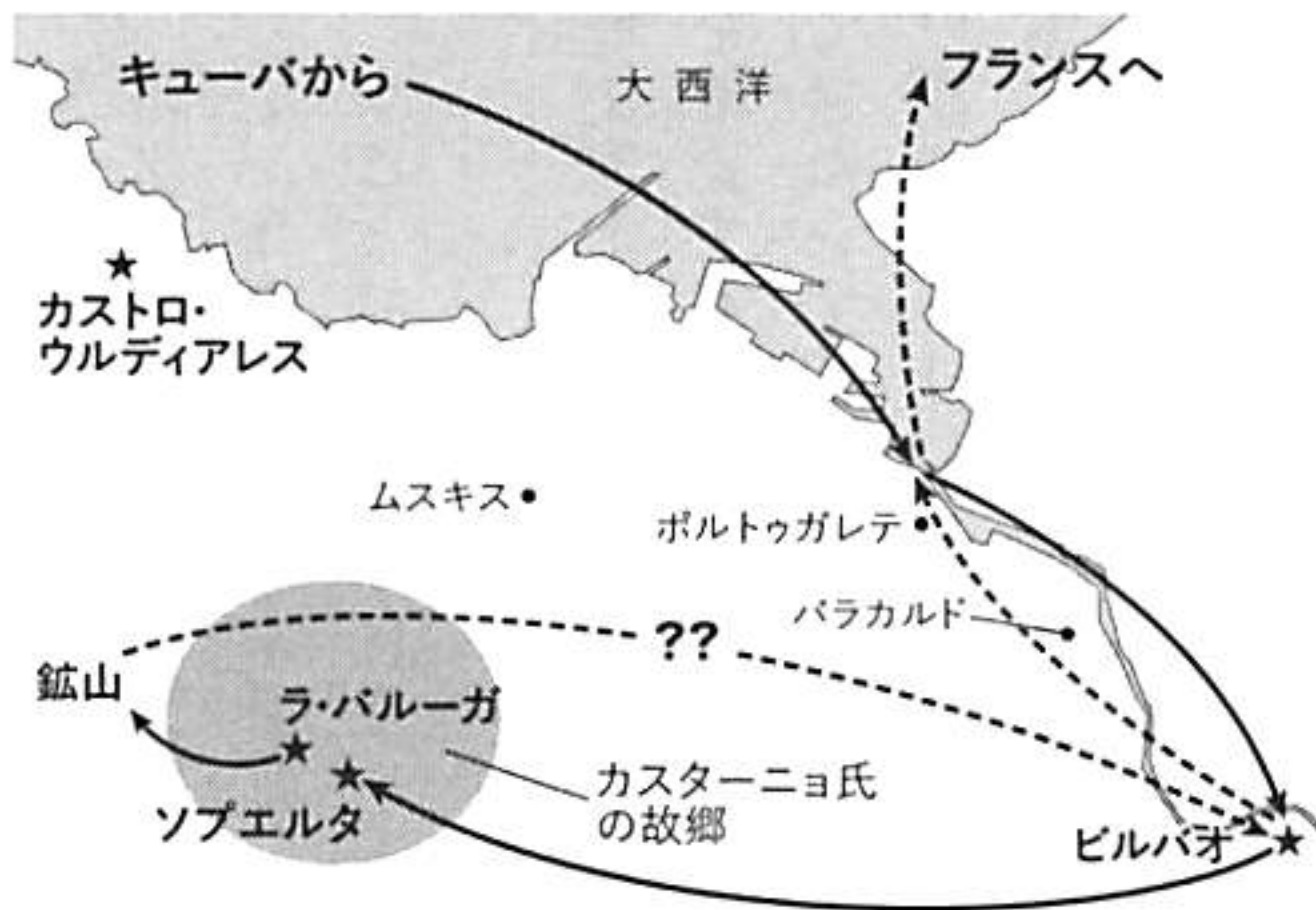 キューバから
大西洋
フランスへ
カストロ・
ウルディアレス
ムスキス
ポルトゥガレテ
バラカルド
??
鉱山
ラ・バルーガ
ソプエルタ
カスターニョ氏
の故郷
ビルバオ